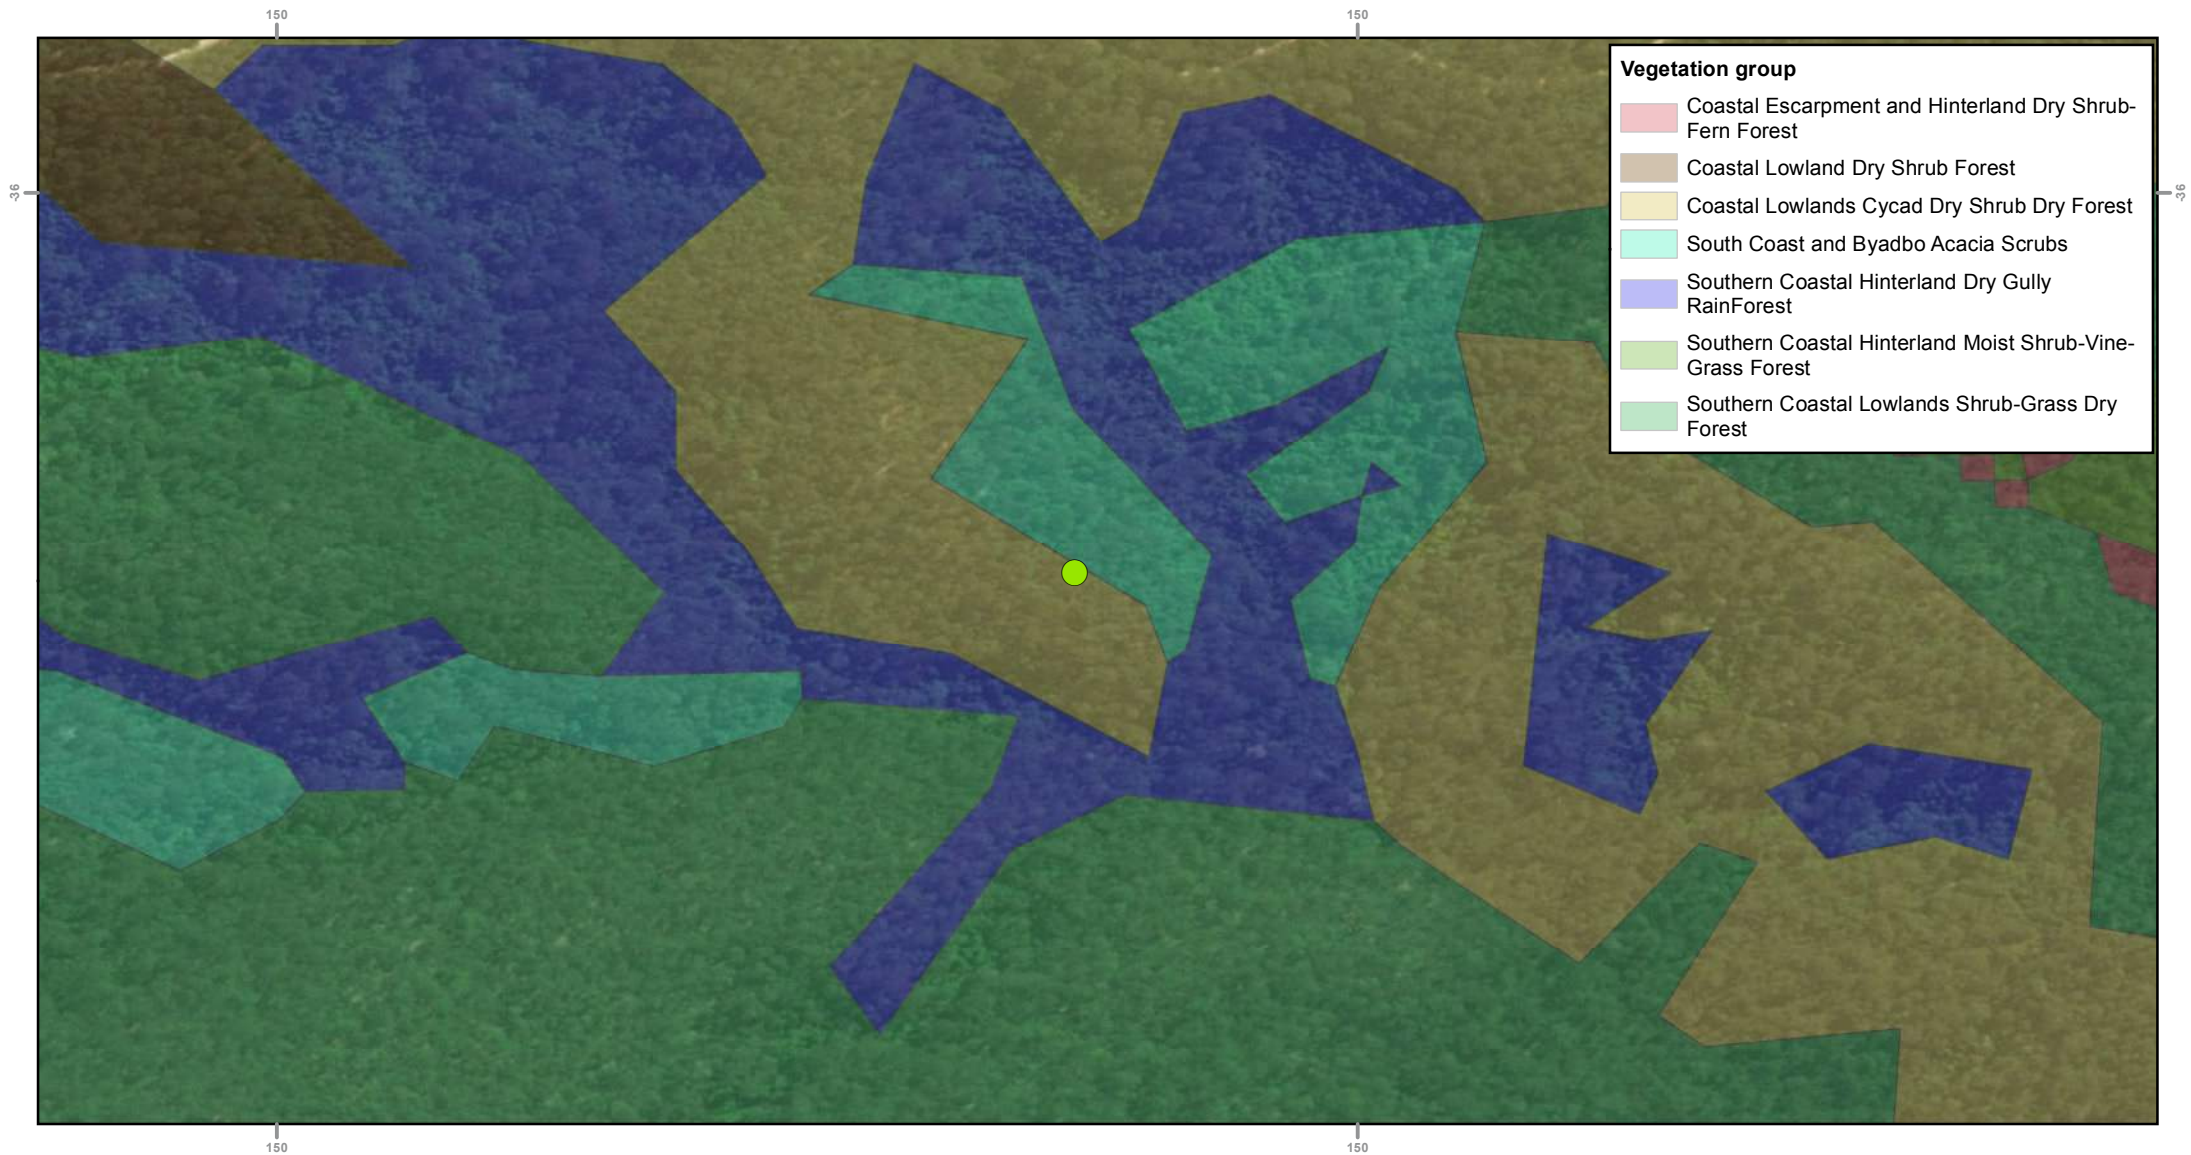 150
150
-36
-36
Vegetation group
Coastal Escarpment and Hinterland Dry Shrub-
Fern Forest
Coastal Lowland Dry Shrub Forest
Coastal Lowlands Cycad Dry Shrub Dry Forest
South Coast and Byadbo Acacia Scrubs
Southern Coastal Hinterland Dry Gully
RainForest
Southern Coastal Hinterland Moist Shrub-Vine-
Grass Forest
Southern Coastal Lowlands Shrub-Grass Dry
Forest
150
150